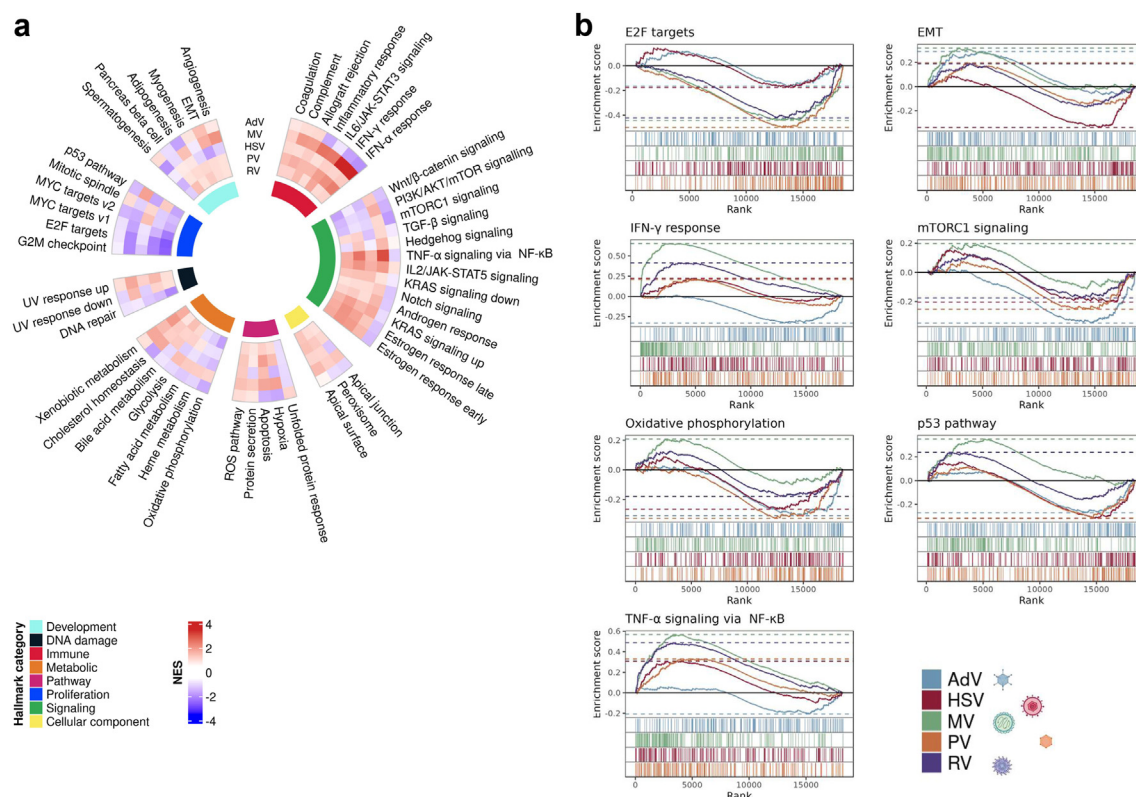 a
Angiogenesis
EMT
Myogenesis
Adipogenesis
Pancreas beta cell
Spermatogenesis
p53 pathway
Mitotic spindle
MYC targets v2
MYC targets v1
E2F targets
G2M checkpoint
UV response up
UV response down
DNA repair
Xenobiotic metabolism
Cholesterol homeostasis
Bile acid metabolism
Glycolysis
Fatty acid metabolism
Heme metabolism
Oxidative phosphorylation
ROS pathway
Protein secretion
Apoptosis
Hypoxia
Unfolded protein response
Apical surface
Peroxisome
Apical junction
AdV
MV
HSV
PV
RV
Coagulation
Complement
Allograft rejection
Inflammatory response
IL6/JAK-STAT3 signaling
IFN-γ response
IFN-α response
Wnt/β-catenin signaling
PI3K/AKT/mTOR signalling
mTORC1 signaling
TGF-β signaling
Hedgehog signaling
TNF-α signaling via NF-κB
IL2/JAK-STAT5 signaling
KRAS signaling down
Notch signaling
Androgen response
KRAS signaling up
Estrogen response late
Estrogen response early
Hallmark category
Development
DNA damage
Immune
Metabolic
Pathway
Proliferation
Signaling
Cellular component
NES
4
2
0
-2
-4
b
E2F targets
Enrichment score
0.0
-0.2
-0.4
0 5000 10000 15000
Rank
EMT
Enrichment score
0.2
0.0
-0.2
0 5000 10000 15000
Rank
IFN-γ response
Enrichment score
0.50
0.25
0.00
-0.25
0 5000 10000 15000
Rank
mTORC1 signaling
Enrichment score
0.2
0.0
-0.2
0 5000 10000 15000
Rank
Oxidative phosphorylation
Enrichment score
0.2
0.0
-0.2
0 5000 10000 15000
Rank
p53 pathway
Enrichment score
0.2
0.0
-0.2
0 5000 10000 15000
Rank
TNF-α signaling via NF-κB
Enrichment score
0.6
0.4
0.2
0.0
-0.2
0 5000 10000 15000
Rank
AdV
HSV
MV
PV
RV